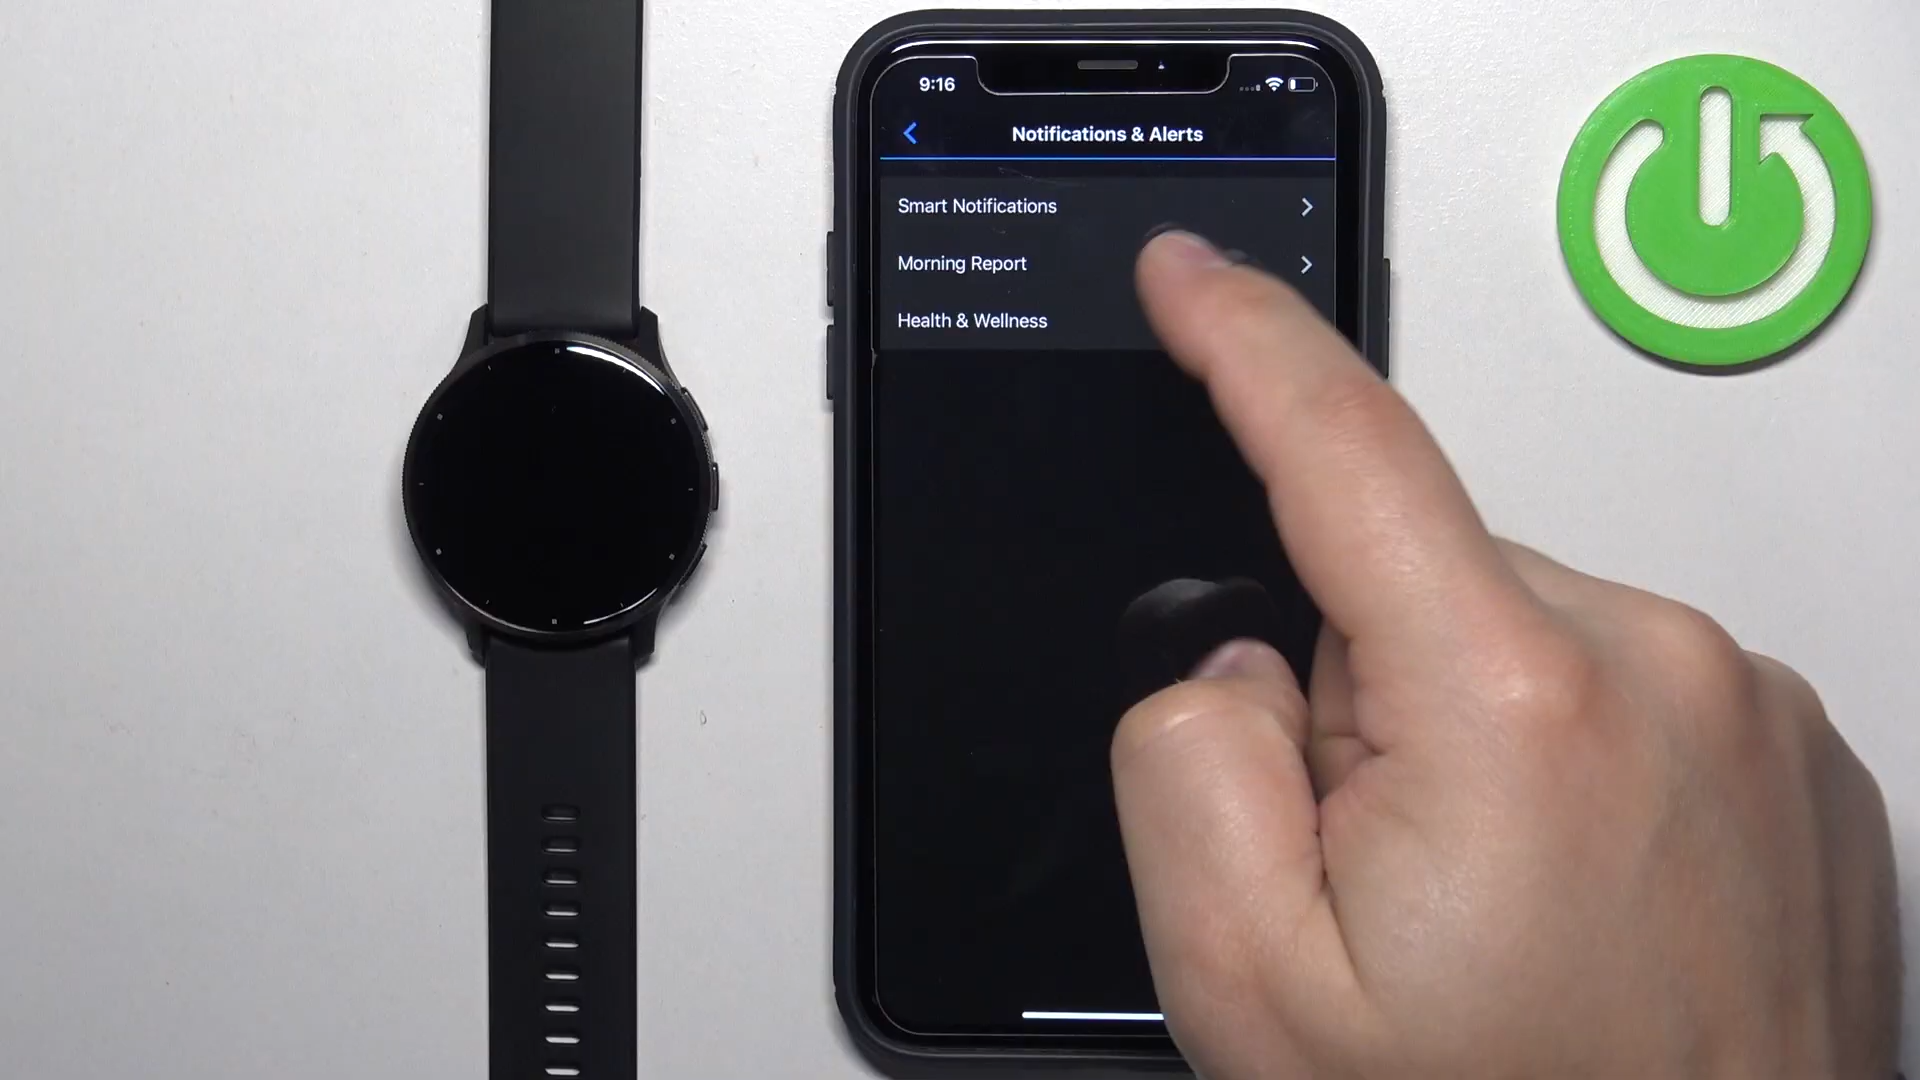 9:16
Notifications & Alerts
Smart Notifications
Morning Report
Health & Wellness